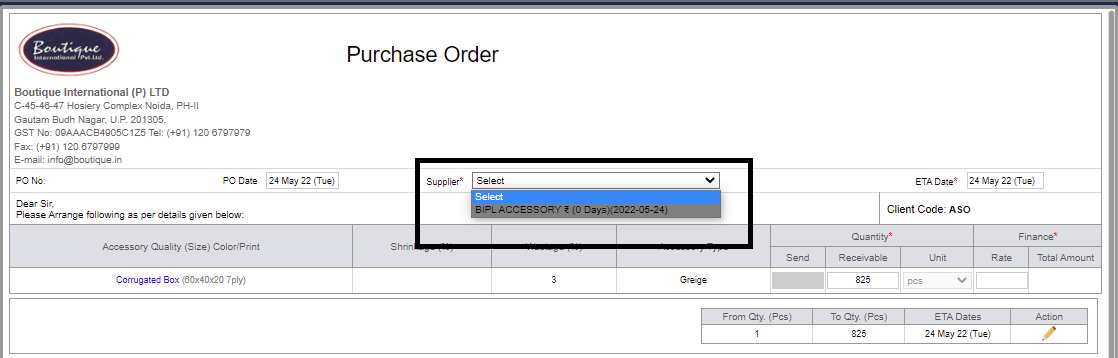 Boutique
International Pvt.Ltd.
Purchase Order
Boutique International (P) LTD
C-45-46-47 Hosiery Complex Noida, PH-II
Gautam Budh Nagar, U.P. 201305.
GST No: 09AAACB4905C1Z5 Tel: (+91) 120 6797979
Fax: (+91) 120 6797999
E-mail: info@boutique.in
PO No: PO Date 24 May 22 (Tue) Supplier* Select ETA Date* 24 May 22 (Tue)
Select
BIPL ACCESSORY ₹ (0 Days)(2022-05-24)
Dear Sir,
Please Arrange following as per details given below:
Client Code: ASO
Accessory Quality (Size) Color/Print Accessory Type Quantity* Finance*
Send Receivable Unit Rate Total Amount
Corrugated Box (60x40x20 7ply) 3 Greige 825 pcs
From Qty. (Pcs) To Qty. (Pcs) ETA Dates Action
1 825 24 May 22 (Tue)